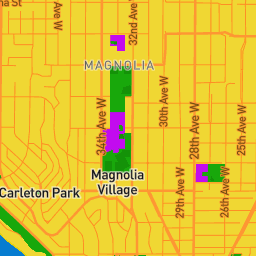 na St
Ave W
32nd Ave W
MAGNOLIA
34th Ave W
30th Ave W
28th Ave W
25th Ave W
Magnolia
Village
Carleton Park
29th Ave W
26th Ave W